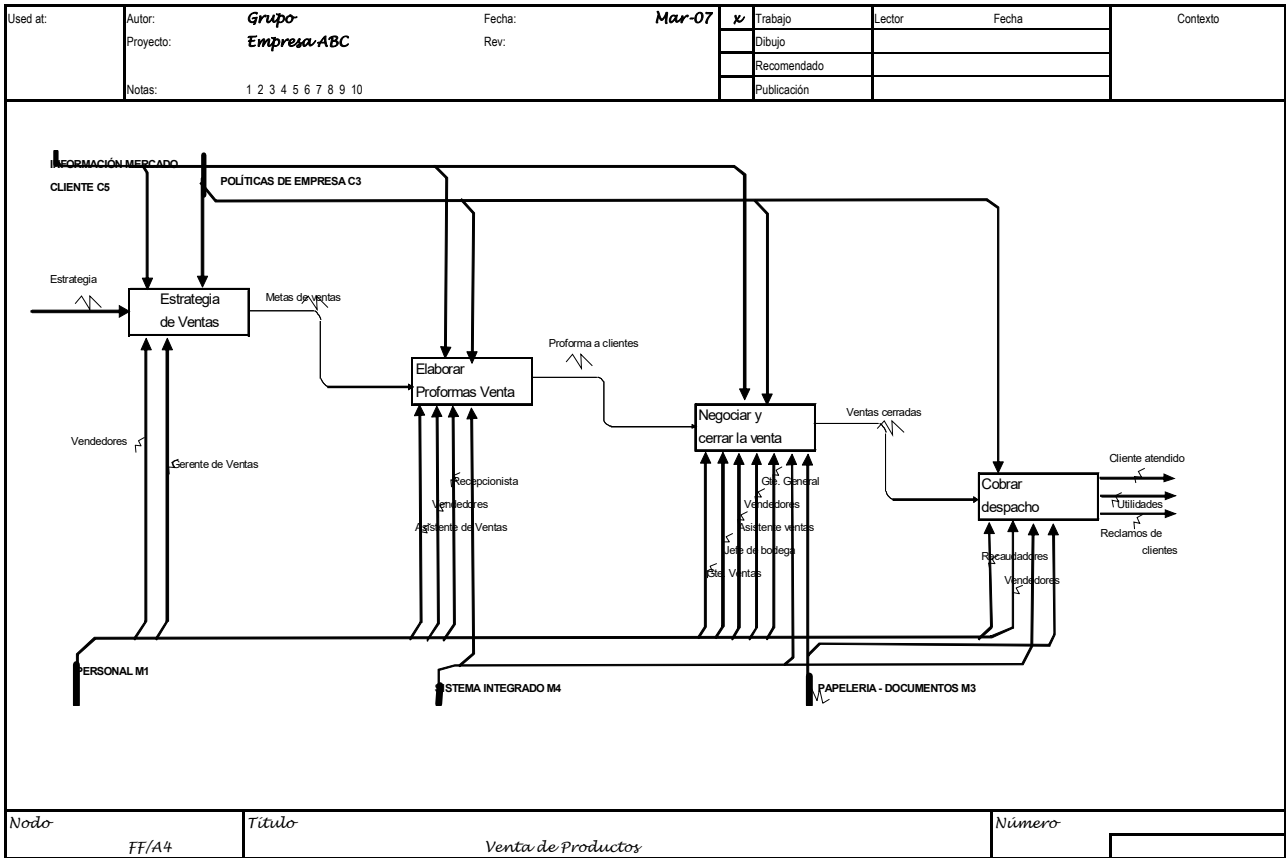 Used at:
Autor: Grupo Fecha: Mar-07 x Trabajo Lector Fecha Contexto
Proyecto: Empresa ABC Rev: Dibujo
Recomendado
Notas: 1 2 3 4 5 6 7 8 9 10 Publicación
INFORMACIÓN MERCADO
CLIENTE C5
POLÍTICAS DE EMPRESA C3
Estrategia
Estrategia
de Ventas
Metas de ventas
Elaborar
Proformas Venta
Proforma a clientes
Negociar y
cerrar la venta
Ventas cerradas
Cobrar
despacho
Cliente atendido
Utilidades
Reclamos de
clientes
Vendedores
Gerente de Ventas
Recepcionista
Vendedores
Asistente de Ventas
Gte. General
Vendedores
Asistente ventas
Jefe de bodega
Gte. Ventas
Recaudadores
Vendedores
PERSONAL M1
SISTEMA INTEGRADO M4
PAPELERIA - DOCUMENTOS M3
Nodo Título Número
FF/A4 Venta de Productos